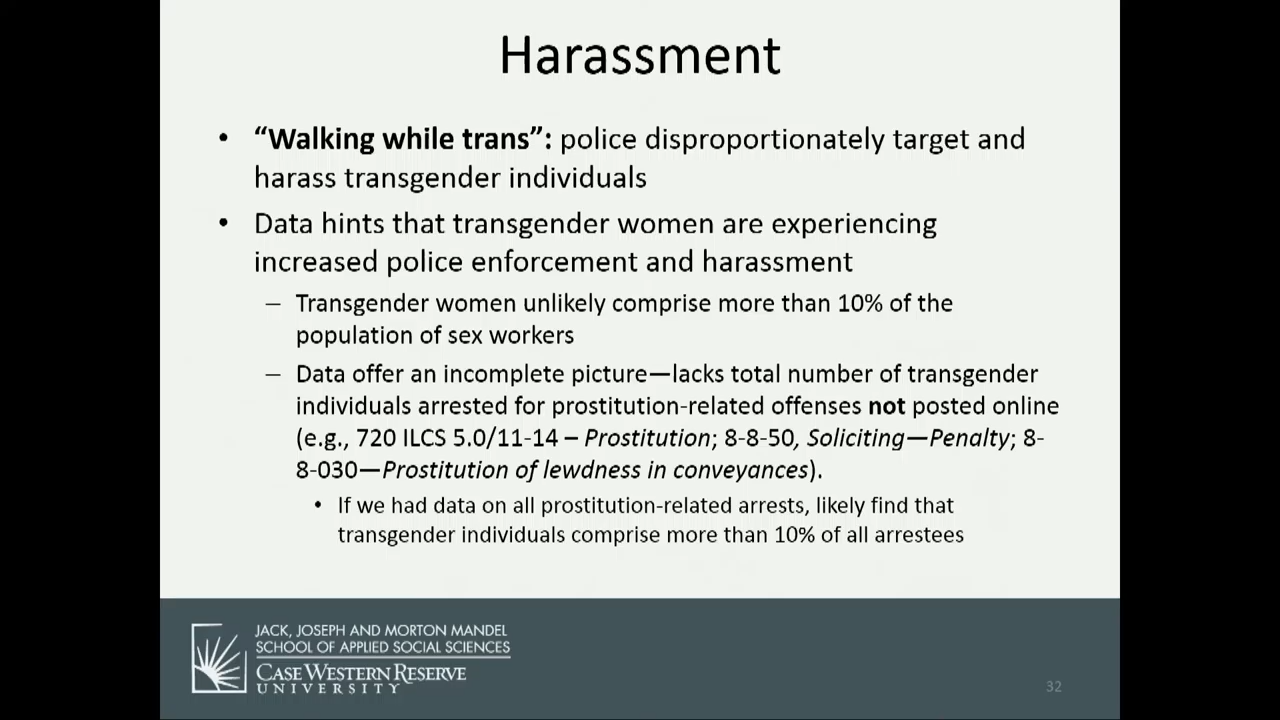 Harassment
• “Walking while trans”: police disproportionately target and
harass transgender individuals
• Data hints that transgender women are experiencing
increased police enforcement and harassment
– Transgender women unlikely comprise more than 10% of the
population of sex workers
– Data offer an incomplete picture—lacks total number of transgender
individuals arrested for prostitution-related offenses not posted online
(e.g., 720 ILCS 5.0/11-14 – Prostitution; 8-8-50, Soliciting—Penalty; 8-
8-030—Prostitution of lewdness in conveyances).
• If we had data on all prostitution-related arrests, likely find that
transgender individuals comprise more than 10% of all arrestees
JACK, JOSEPH AND MORTON MANDEL
SCHOOL OF APPLIED SOCIAL SCIENCES
CASE WESTERN RESERVE
UNIVERSITY
32